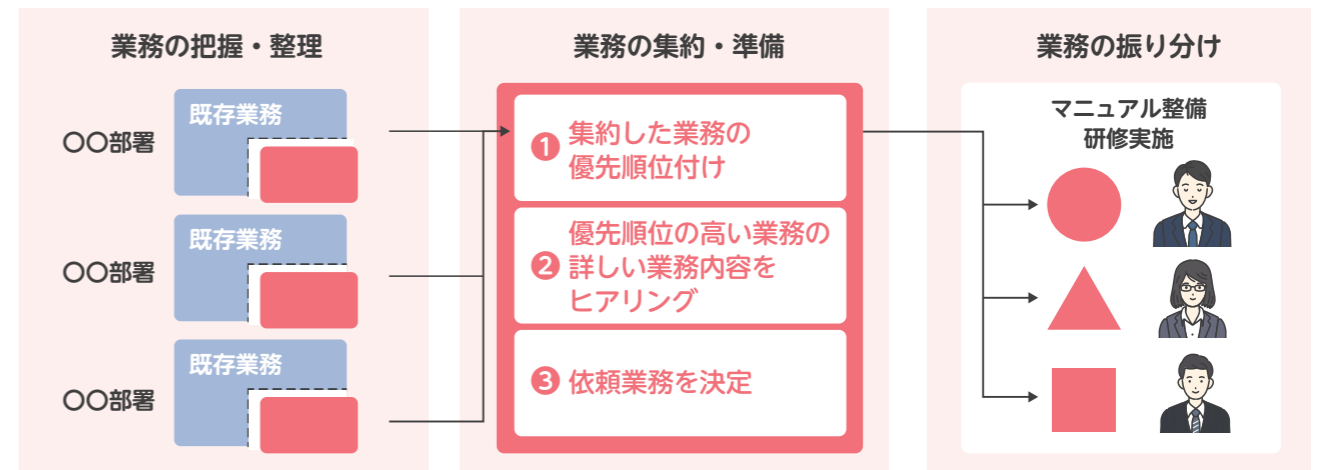 業務の把握・整理
〇〇部署
既存業務
〇〇部署
既存業務
〇〇部署
既存業務
業務の集約・準備
❶ 集約した業務の
優先順位付け
❷ 優先順位の高い業務の
詳しい業務内容を
ヒアリング
❸ 依頼業務を決定
業務の振り分け
マニュアル整備
研修実施